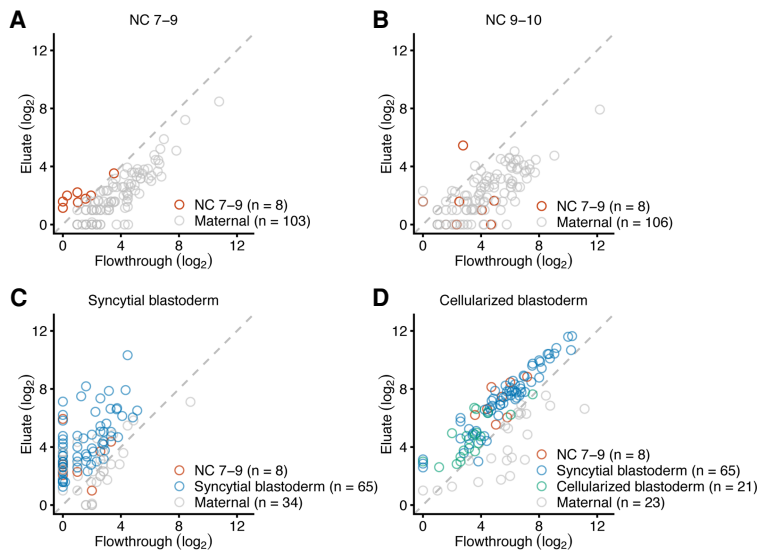 A
NC 7–9
12
8
4
0
Eluate (log2)
NC 7–9 (n = 8)
Maternal (n = 103)
0 4 8 12
Flowthrough (log2)
B
NC 9–10
12
8
4
0
Eluate (log2)
NC 7–9 (n = 8)
Maternal (n = 106)
0 4 8 12
Flowthrough (log2)
C
Syncytial blastoderm
12
8
4
0
Eluate (log2)
NC 7–9 (n = 8)
Syncytial blastoderm (n = 65)
Maternal (n = 34)
0 4 8 12
Flowthrough (log2)
D
Cellularized blastoderm
12
8
4
0
Eluate (log2)
NC 7–9 (n = 8)
Syncytial blastoderm (n = 65)
Cellularized blastoderm (n = 21)
Maternal (n = 23)
0 4 8 12
Flowthrough (log2)